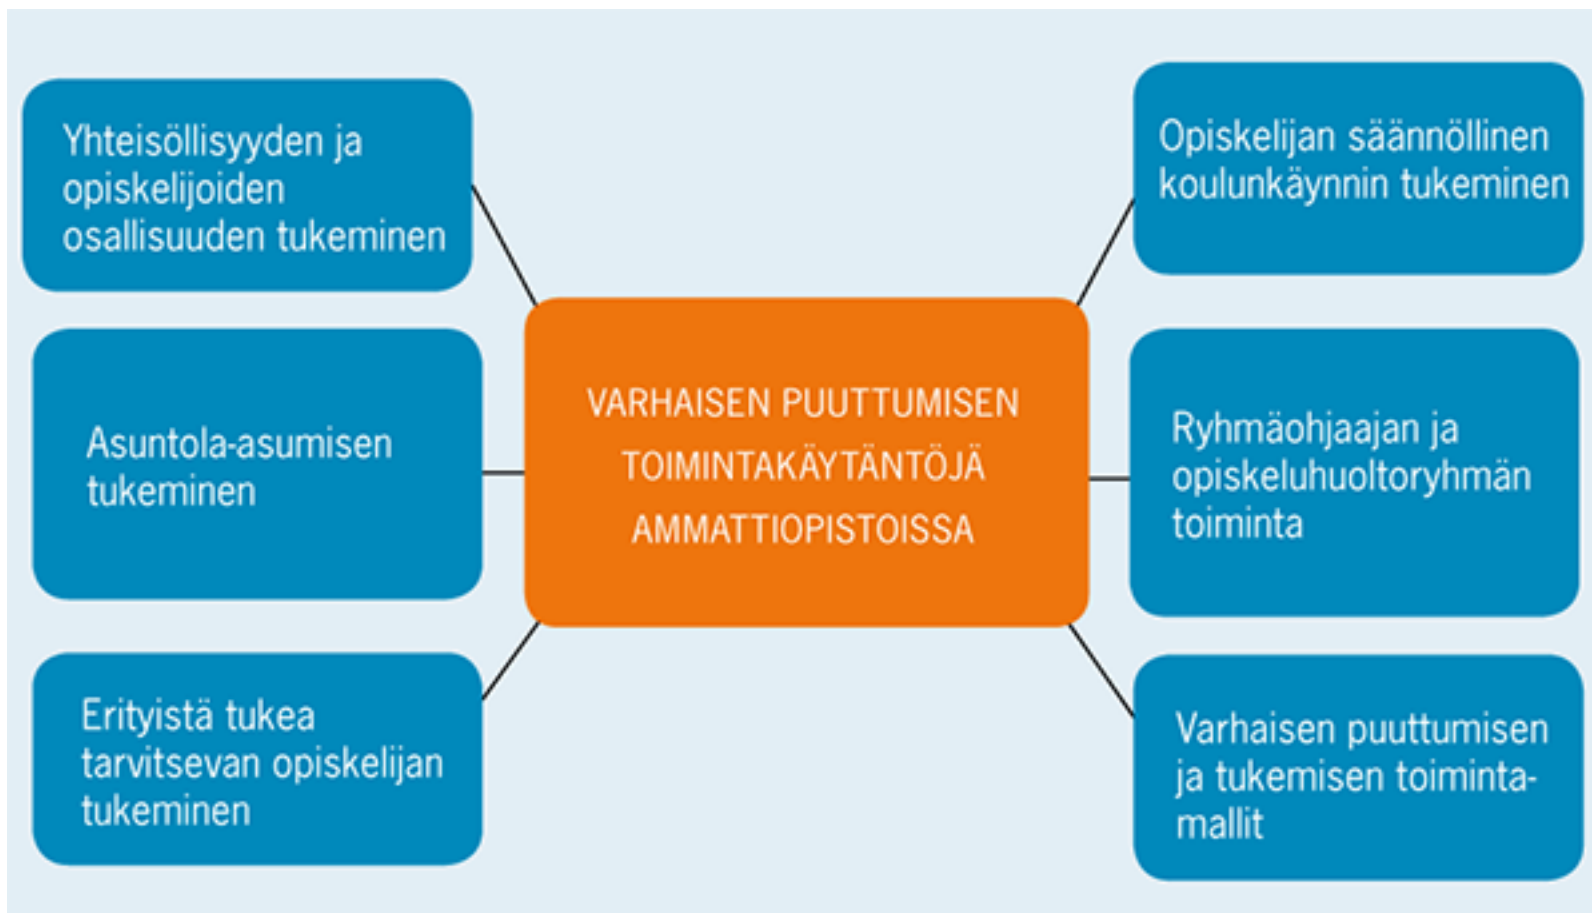 Yhteisöllisyyden ja
opiskelijoiden
osallisuuden tukeminen
Asuntola-asumisen
tukeminen
Erityistä tukea
tarvitsevan opiskelijan
tukeminen
VARHAISEN PUUTTUMISEN
TOIMINTAKÄYTÄNTÖJÄ
AMMATTIOPISTOISSA
Opiskelijan säännöllinen
koulunkäynnin tukeminen
Ryhmäohjaajan ja
opiskeluhuoltoryhmän
toiminta
Varhaisen puuttumisen
ja tukemisen toiminta-
mallit